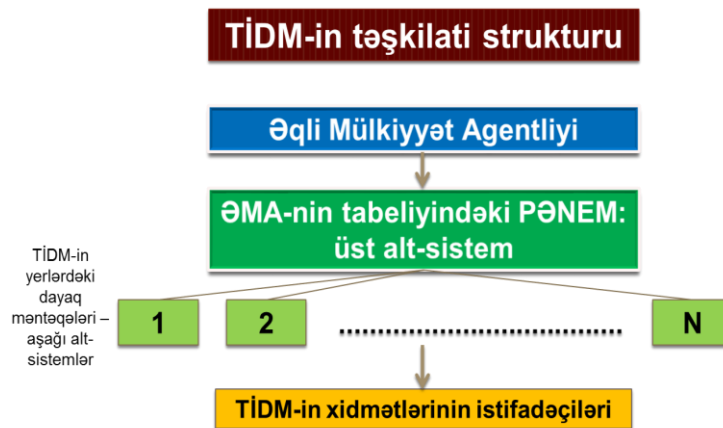 TİDM-in təşkilati strukturu
Əqli Mülkiyyət Agentliyi
ƏMA-nin tabeliyindəki PƏNEM:
üst alt-sistem
TİDM-in
yerlərdəki
dayaq
məntəqələri –
aşağı alt-
sistemlər
1
2
........................................
N
TİDM-in xidmətlərinin istifadəçiləri